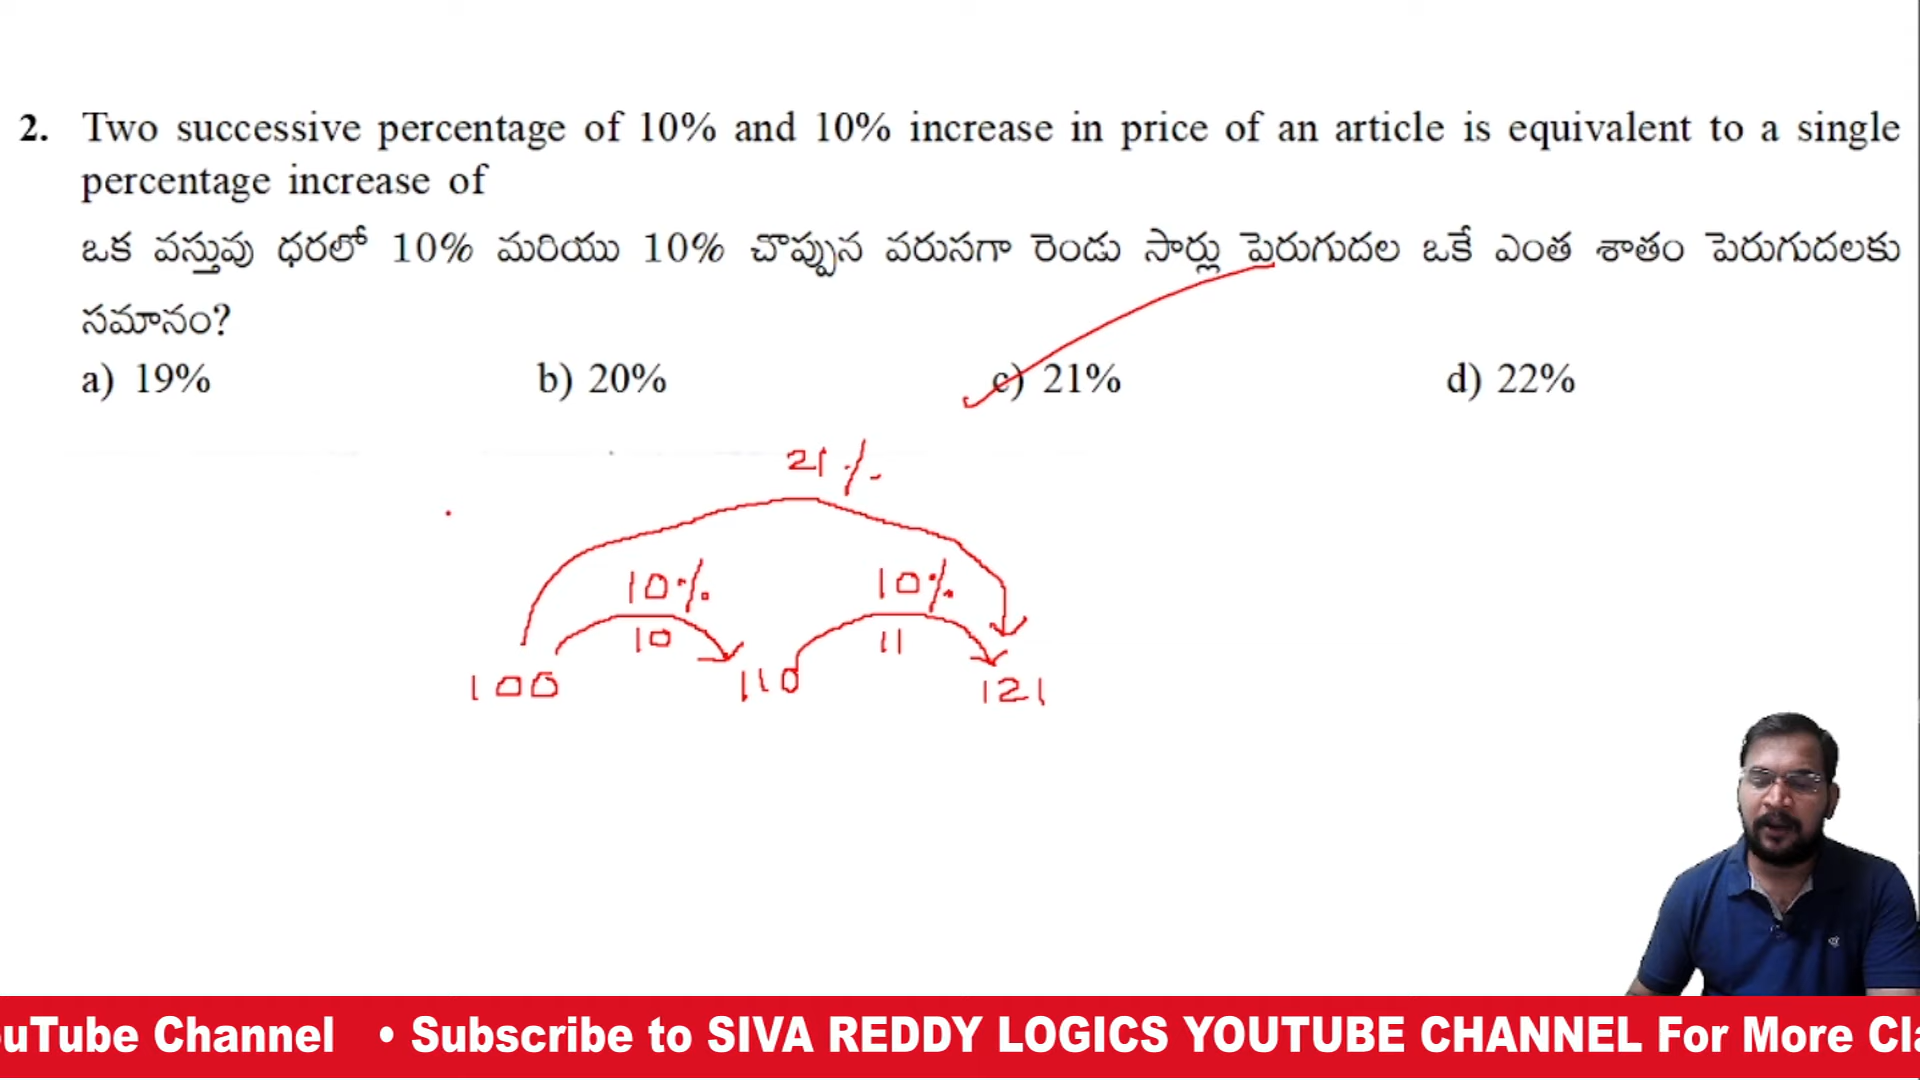 2. Two successive percentage of 10% and 10% increase in price of an article is equivalent to a single
percentage increase of
ఒక వస్తువు ధరలో 10% మరియు 10% చొప్పున వరుసగా రెండు సార్లు పెరుగుదల ఒకే ఎంత శాతం పెరుగుదలకు
సమానం?
a) 19% b) 20% c) 21% d) 22%
21%
10% 10%
10 11
100 110 121
ouTube Channel • Subscribe to SIVA REDDY LOGICS YOUTUBE CHANNEL For More Cla